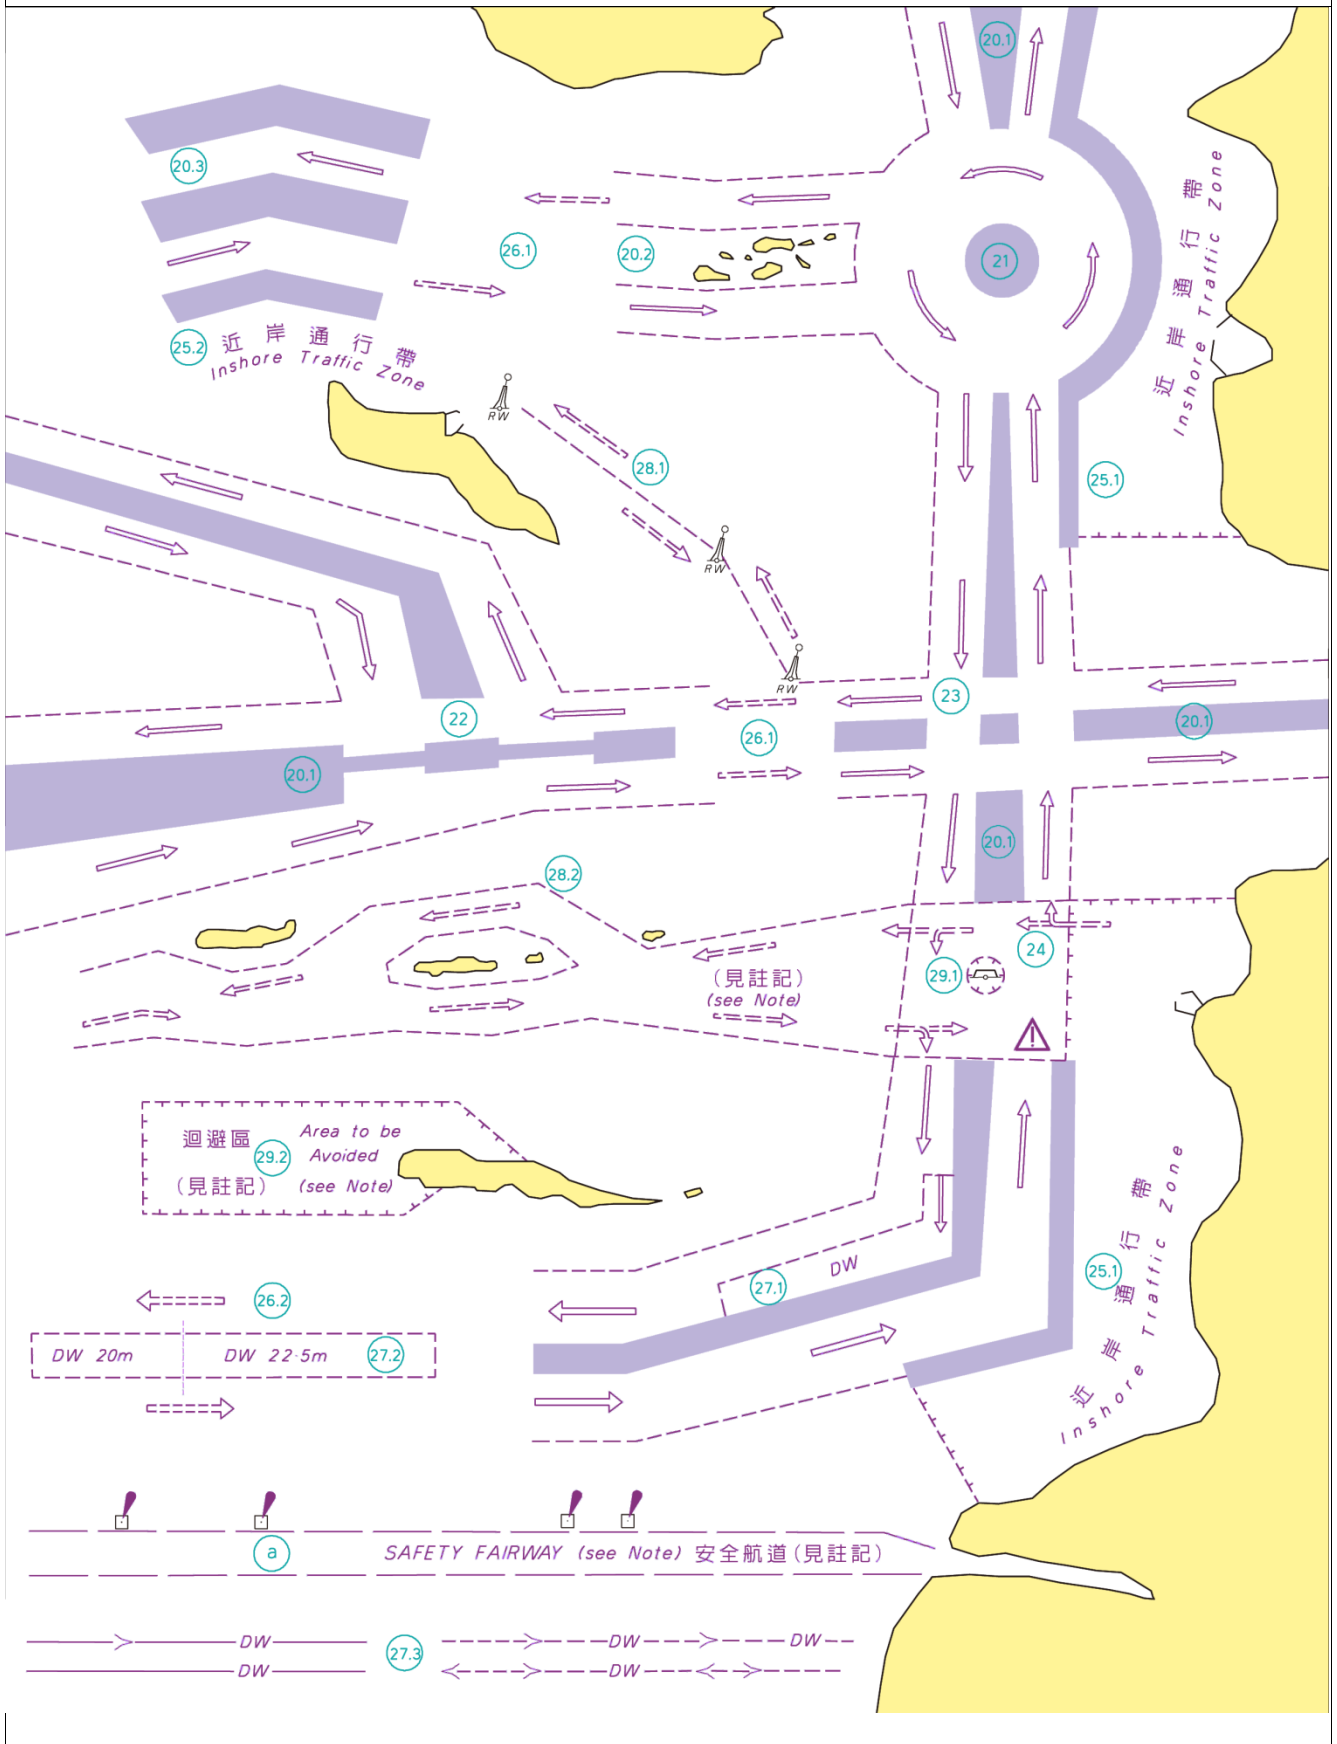 20.1
20.3
26.1
20.2
21
近岸通行帶
Inshore Traffic Zone
25.2
近岸通行帶
Inshore Traffic Zone
RW
28.1
25.1
RW
RW
23
22
26.1
20.1
20.1
20.1
28.2
24
29.1
(見註記)
(see Note)
迴避區
Area to be
Avoided
29.2
(見註記)
(see Note)
近岸通行帶
Inshore Traffic Zone
25.1
DW
27.1
26.2
DW 20m
DW 22·5m
27.2
a
SAFETY FAIRWAY (see Note) 安全航道(見註記)
DW
DW
DW
27.3
DW
DW